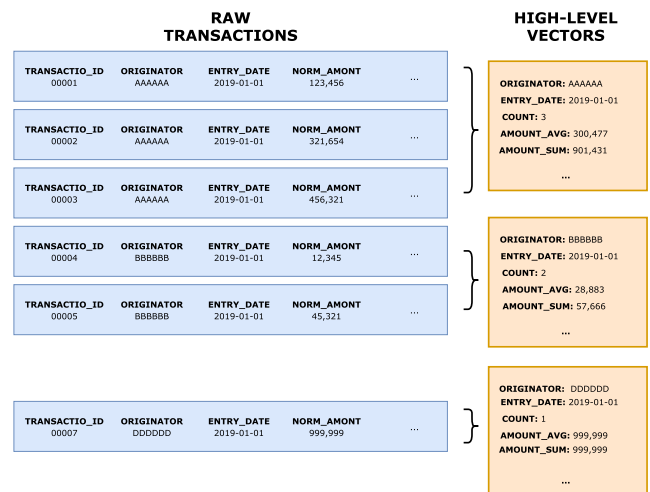 RAW
TRANSACTIONS
HIGH-LEVEL
VECTORS
TRANSACTIO_ID ORIGINATOR ENTRY_DATE NORM_AMONT
00001 AAAAAA 2019-01-01 123,456 ...
TRANSACTIO_ID ORIGINATOR ENTRY_DATE NORM_AMONT
00002 AAAAAA 2019-01-01 321,654 ...
TRANSACTIO_ID ORIGINATOR ENTRY_DATE NORM_AMONT
00003 AAAAAA 2019-01-01 456,321 ...
ORIGINATOR: AAAAAA
ENTRY_DATE: 2019-01-01
COUNT: 3
AMOUNT_AVG: 300,477
AMOUNT_SUM: 901,431
...
TRANSACTIO_ID ORIGINATOR ENTRY_DATE NORM_AMONT
00004 BBBBBB 2019-01-01 12,345 ...
TRANSACTIO_ID ORIGINATOR ENTRY_DATE NORM_AMONT
00005 BBBBBB 2019-01-01 45,321 ...
ORIGINATOR: BBBBBB
ENTRY_DATE: 2019-01-01
COUNT: 2
AMOUNT_AVG: 28,883
AMOUNT_SUM: 57,666
...
TRANSACTIO_ID ORIGINATOR ENTRY_DATE NORM_AMONT
00007 DDDDDD 2019-01-01 999,999 ...
ORIGINATOR: DDDDDD
ENTRY_DATE: 2019-01-01
COUNT: 1
AMOUNT_AVG: 999,999
AMOUNT_SUM: 999,999
...